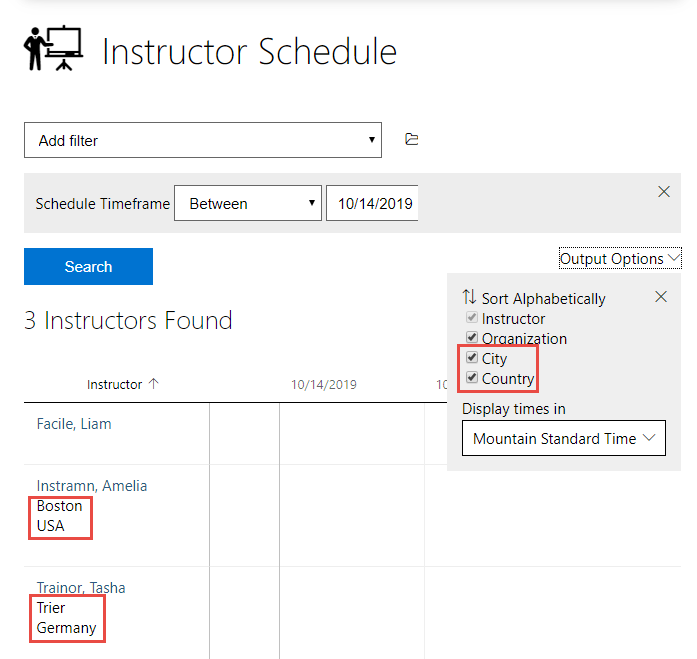 Instructor Schedule
Add filter
Schedule Timeframe Between 10/14/2019
Search
Output Options
Sort Alphabetically
Instructor
Organization
City
Country
Display times in
Mountain Standard Time
3 Instructors Found
Instructor 10/14/2019 10
Facile, Liam
Instramn, Amelia
Boston
USA
Trainor, Tasha
Trier
Germany